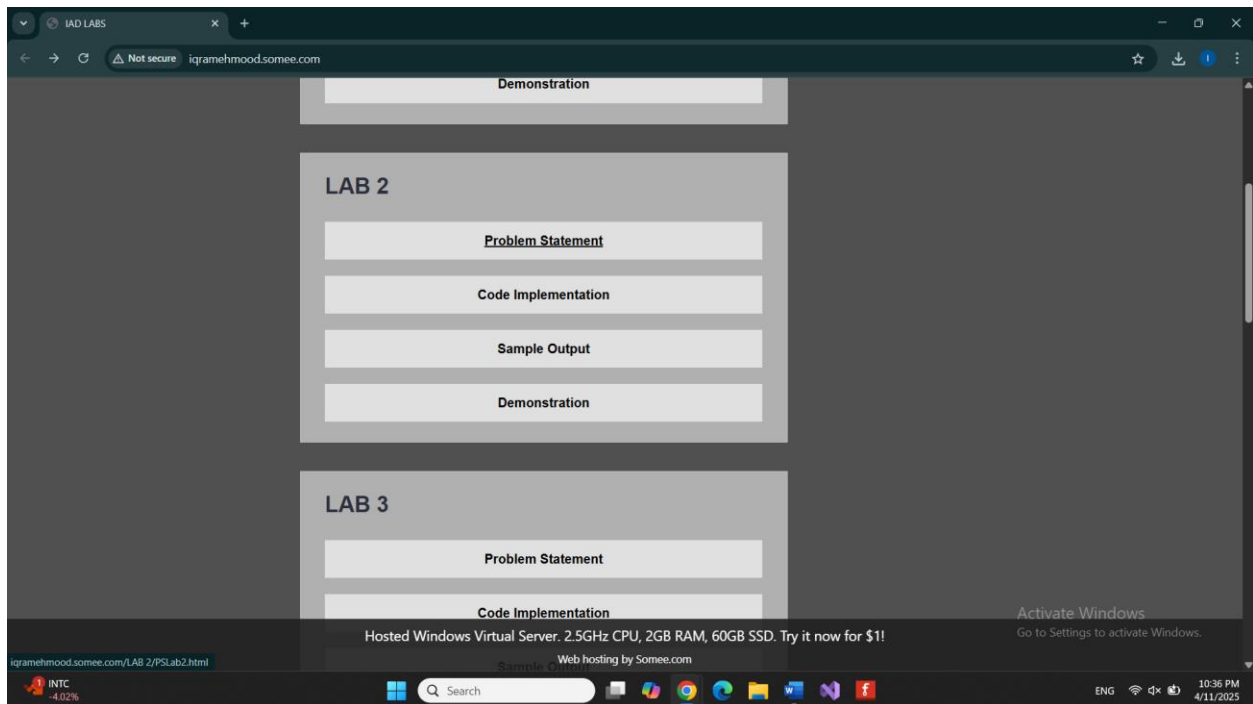 IAD LABS
Not secure iqramehmood.somee.com
Demonstration
LAB 2
Problem Statement
Code Implementation
Sample Output
Demonstration
LAB 3
Problem Statement
Code Implementation
Activate Windows
Go to Settings to activate Windows.
Hosted Windows Virtual Server. 2.5GHz CPU, 2GB RAM, 60GB SSD. Try it now for $1!
Web hosting by Somee.com
Sample Output
iqramehmood.somee.com/LAB 2/PSLab2.html
1
INTC
-4.02%
Search
ENG
10:36 PM
4/11/2025